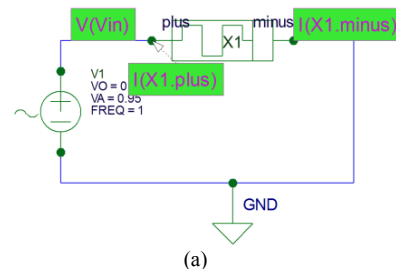 V(Vin)
plus
minus
I(X1.minus)
X1
I(X1.plus)
V1
VO = 0
VA = 0.95
FREQ = 1
GND
(a)